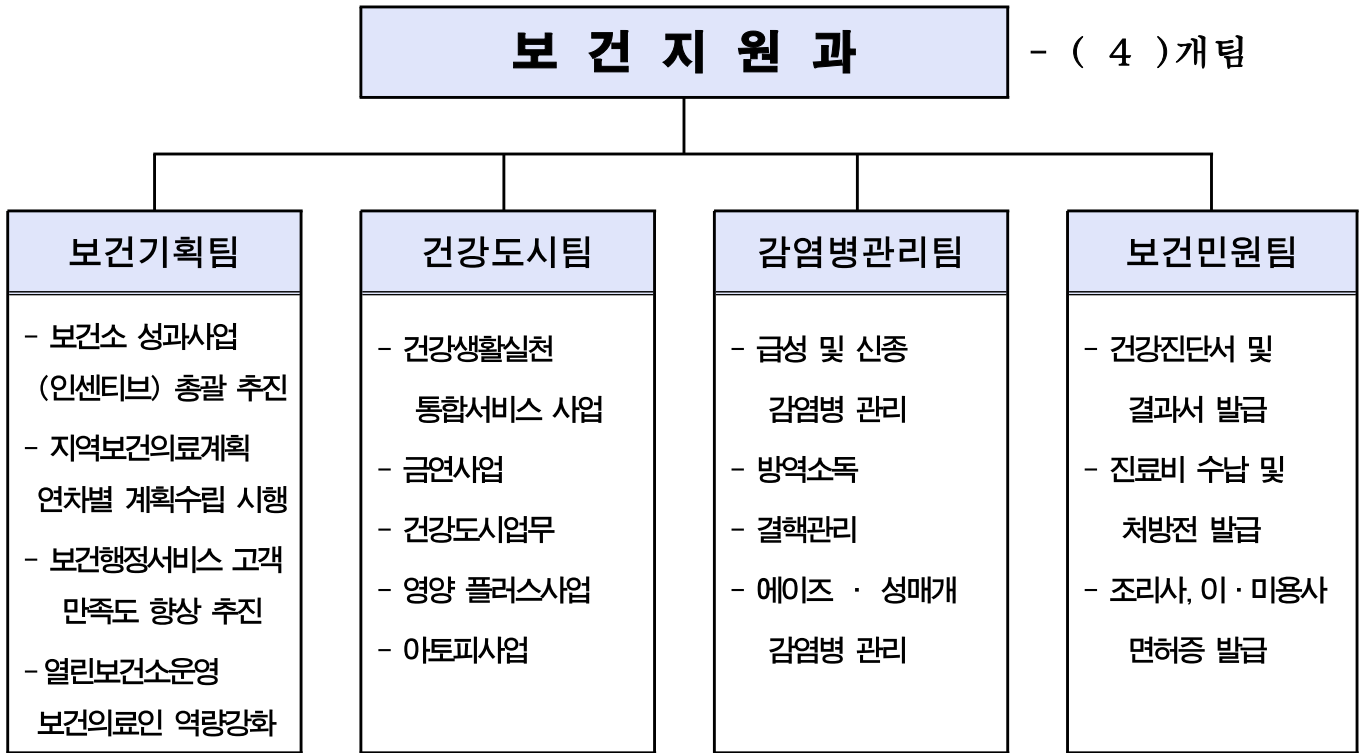 보 건 지 원 과
- ( 4 )개팀
보건기획팀
- 보건소 성과사업
(인센티브) 총괄 추진
- 지역보건의료계획
연차별 계획수립 시행
- 보건행정서비스 고객
만족도 향상 추진
- 열린보건소운영
보건의료인 역량강화
건강도시팀
- 건강생활실천
통합서비스 사업
- 금연사업
- 건강도시업무
- 영양 플러스사업
- 아토피사업
감염병관리팀
- 급성 및 신종
감염병 관리
- 방역소독
- 결핵관리
- 에이즈 · 성매개
감염병 관리
보건민원팀
- 건강진단서 및
결과서 발급
- 진료비 수납 및
처방전 발급
- 조리사, 이 · 미용사
면허증 발급